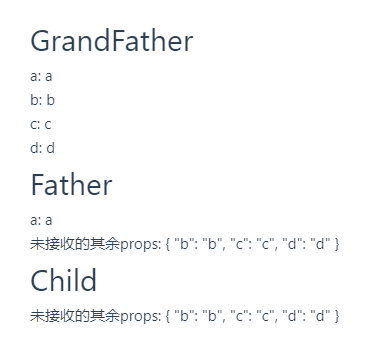 GrandFather
a: a
b: b
c: c
d: d
Father
a: a
未接收的其余props: { "b": "b", "c": "c", "d": "d" }
Child
未接收的其余props: { "b": "b", "c": "c", "d": "d" }